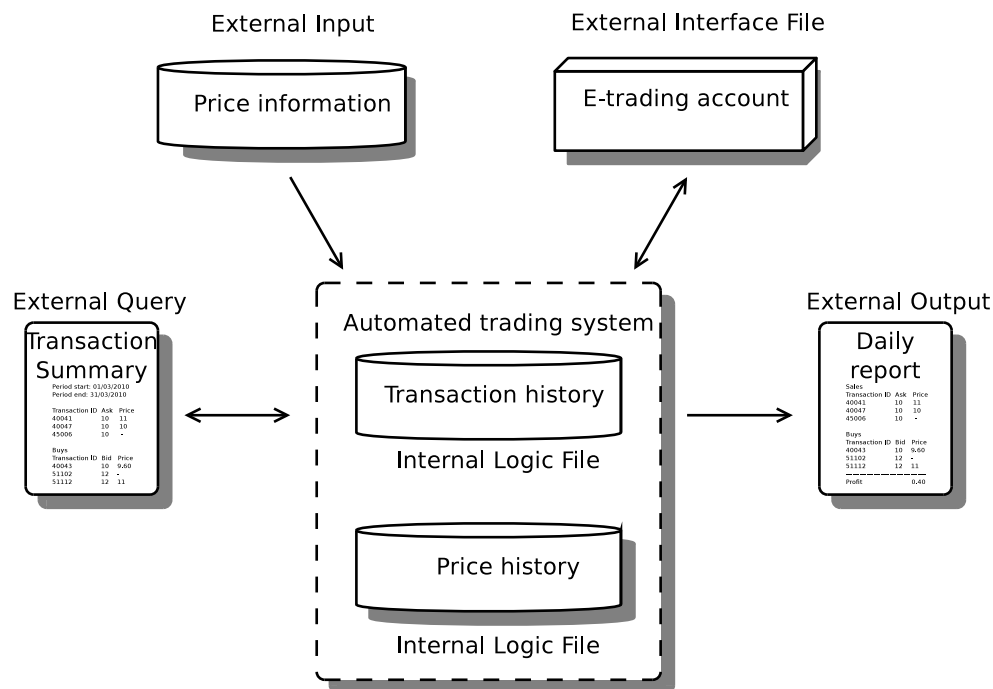 External Input
Price information
External Interface File
E-trading account
External Query
Transaction
Summary
Period start: 01/03/2010
Period end: 31/03/2010
Transaction ID Ask Price
40041 10 11
40047 10 10
45006 10 -
Buys
Transaction ID Bid Price
40043 10 9.60
51102 12 -
51112 12 11
Automated trading system
Transaction history
Internal Logic File
Price history
Internal Logic File
External Output
Daily
report
Sales
Transaction ID Ask Price
40041 10 11
40047 10 10
45006 10 -
Buys
Transaction ID Bid Price
40043 10 9.60
51102 12 -
51112 12 11
Profit 0.40